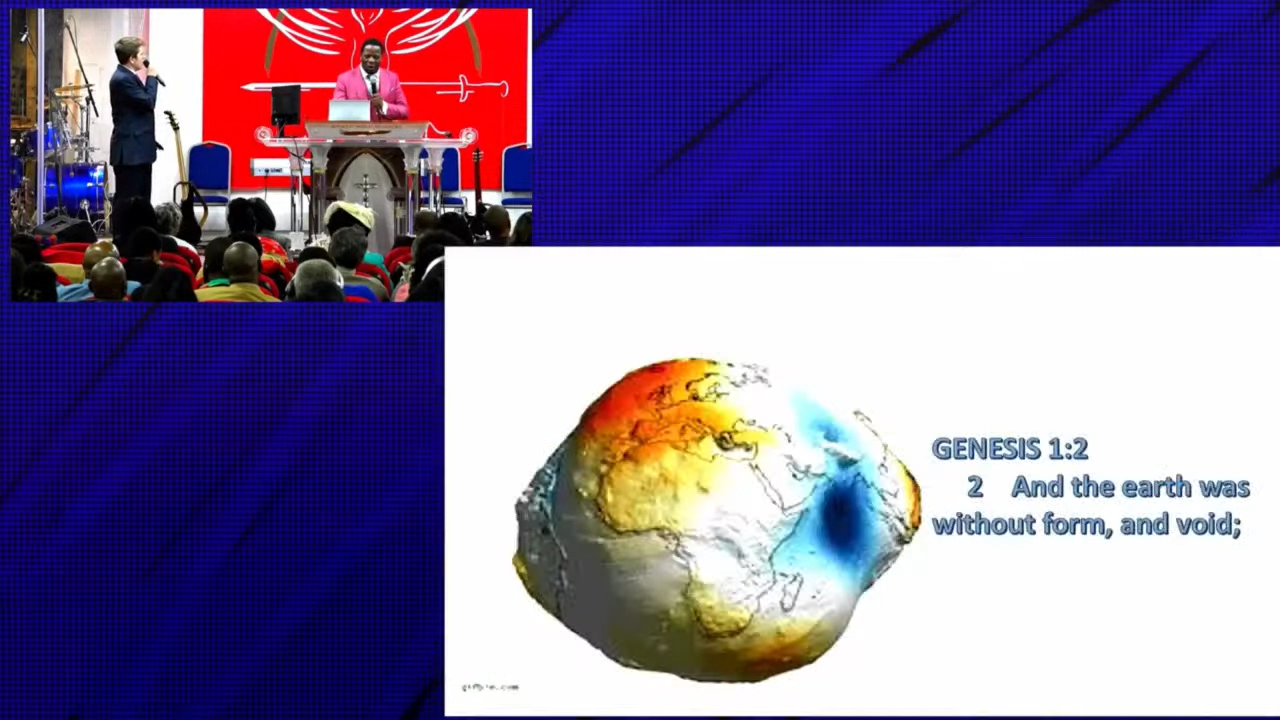 GENESIS 1:2
2 And the earth was
without form, and void;